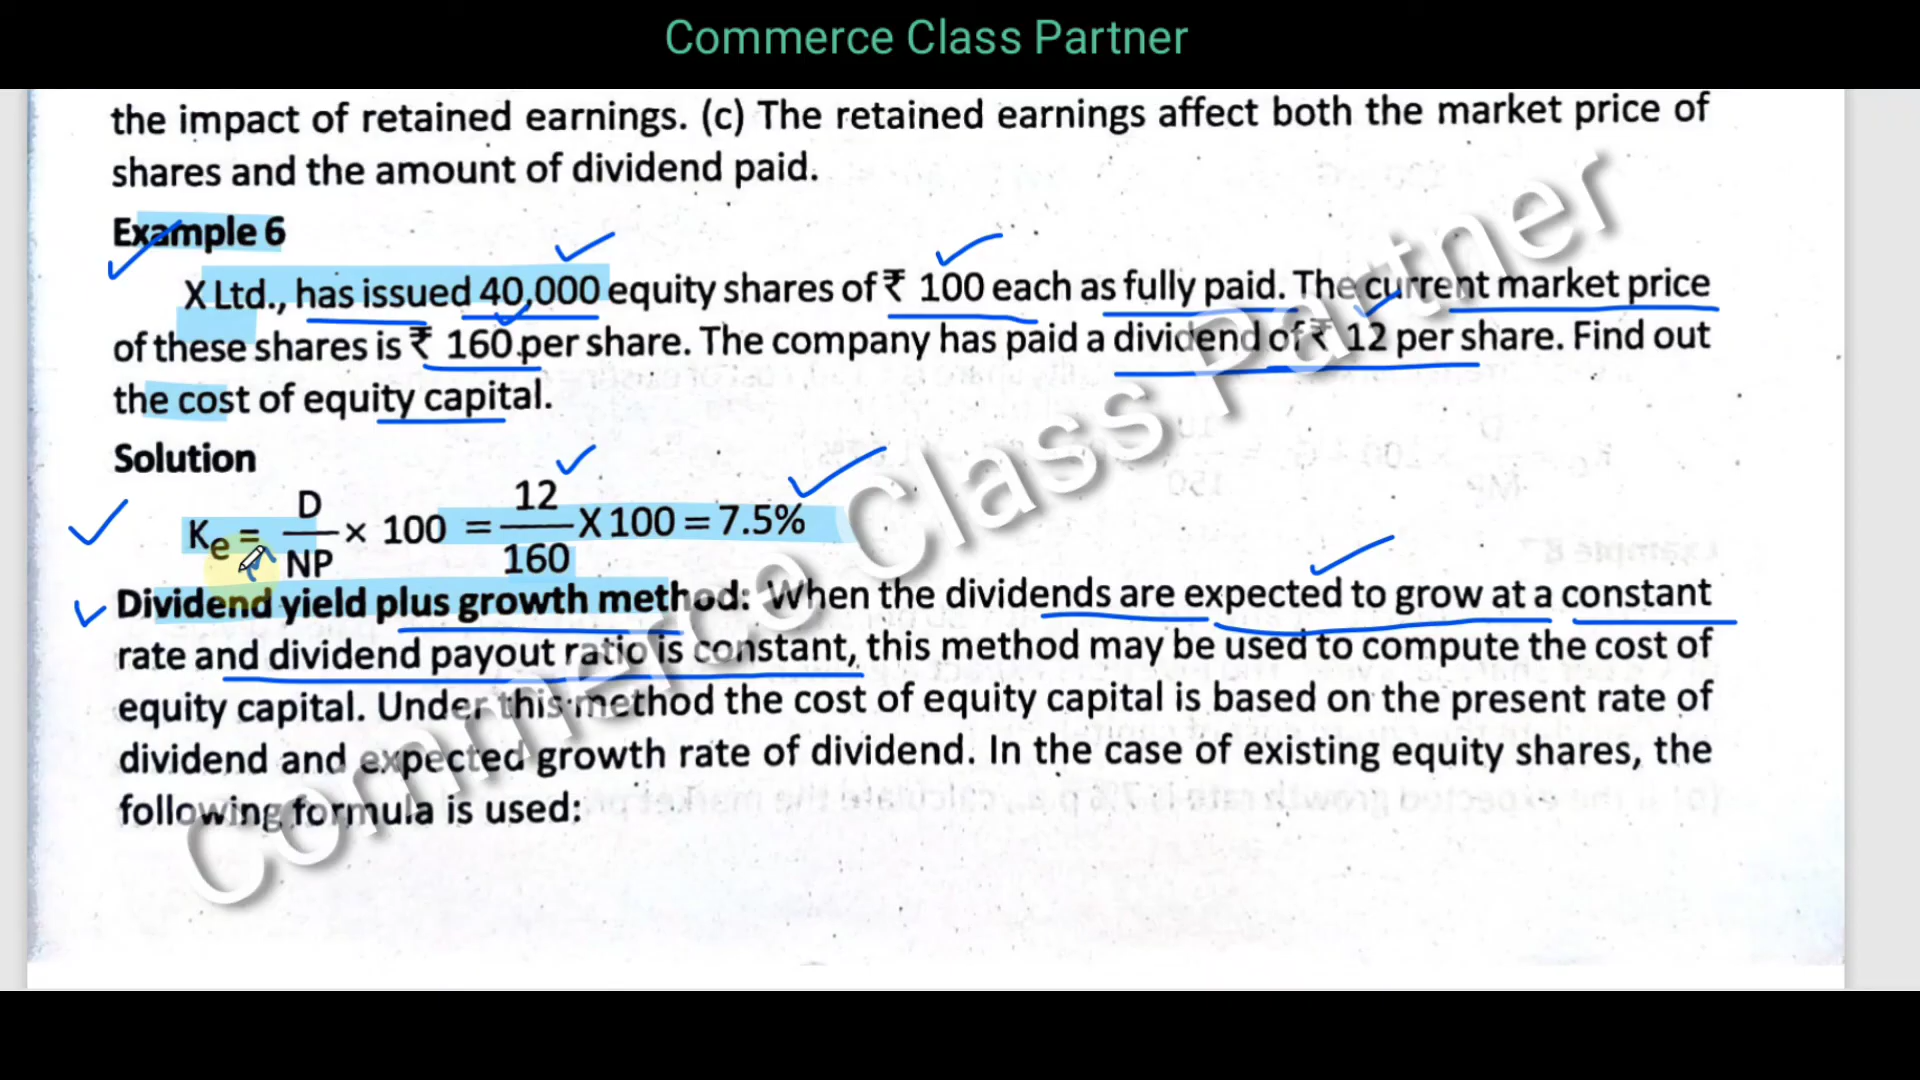 Commerce Class Partner
the impact of retained earnings. (c) The retained earnings affect both the market price of
shares and the amount of dividend paid.
Example 6
X Ltd., has issued 40,000 equity shares of ₹ 100 each as fully paid. The current market price
of these shares is ₹ 160 per share. The company has paid a dividend of ₹ 12 per share. Find out
the cost of equity capital.
Solution
Ke = D/NP × 100 = 12/160 X 100 = 7.5%
Dividend yield plus growth method: When the dividends are expected to grow at a constant
rate and dividend payout ratio is constant, this method may be used to compute the cost of
equity capital. Under this method the cost of equity capital is based on the present rate of
dividend and expected growth rate of dividend. In the case of existing equity shares, the
following formula is used:
Commerce Class Partner